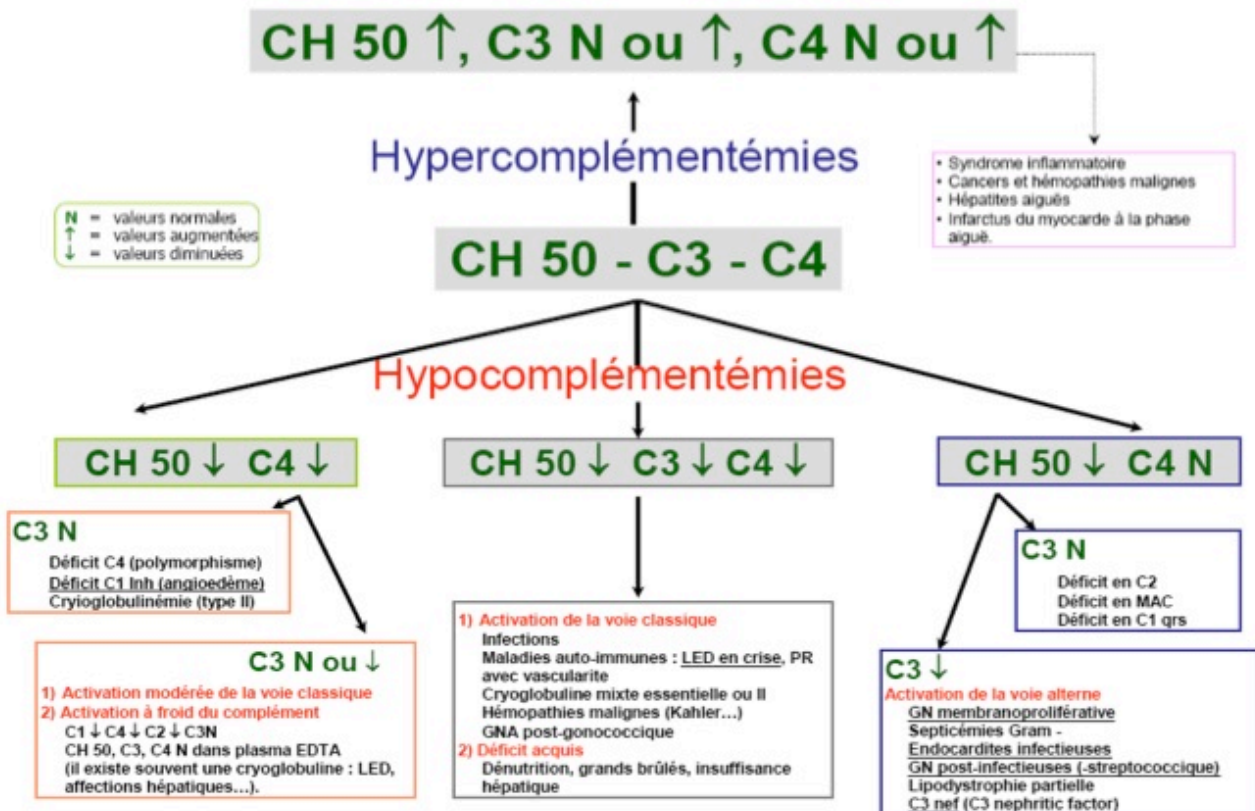 CH 50 ↑, C3 N ou ↑, C4 N ou ↑
Hypercomplémentémies
• Syndrome inflammatoire
• Cancers et hémopathies malignes
• Hépatites aiguës
• Infarctus du myocarde à la phase
aiguë.
N = valeurs normales
↑ = valeurs augmentées
↓ = valeurs diminuées
CH 50 - C3 - C4
Hypocomplémentémies
CH 50 ↓ C4 ↓
CH 50 ↓ C3 ↓ C4 ↓
CH 50 ↓ C4 N
C3 N
Déficit C4 (polymorphisme)
Déficit C1 Inh (angioedème)
Cryioglobulinémie (type II)
C3 N ou ↓
1) Activation modérée de la voie classique
2) Activation à froid du complément
C1 ↓ C4 ↓ C2 ↓ C3N
CH 50, C3, C4 N dans plasma EDTA
(il existe souvent une cryoglobuline : LED,
affections hépatiques…).
1) Activation de la voie classique
Infections
Maladies auto-immunes : LED en crise, PR
avec vascularite
Cryoglobuline mixte essentielle ou II
Hémopathies malignes (Kahler…)
GNA post-gonococcique
2) Déficit acquis
Dénutrition, grands brûlés, insuffisance
hépatique
C3 N
Déficit en C2
Déficit en MAC
Déficit en C1 qrs
C3 ↓
Activation de la voie alterne
GN membranoproliférative
Septicémies Gram -
Endocardites infectieuses
GN post-infectieuses (-streptococcique)
Lipodystrophie partielle
C3 nef (C3 nephritic factor)